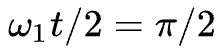 ω₁t/2 = π/2